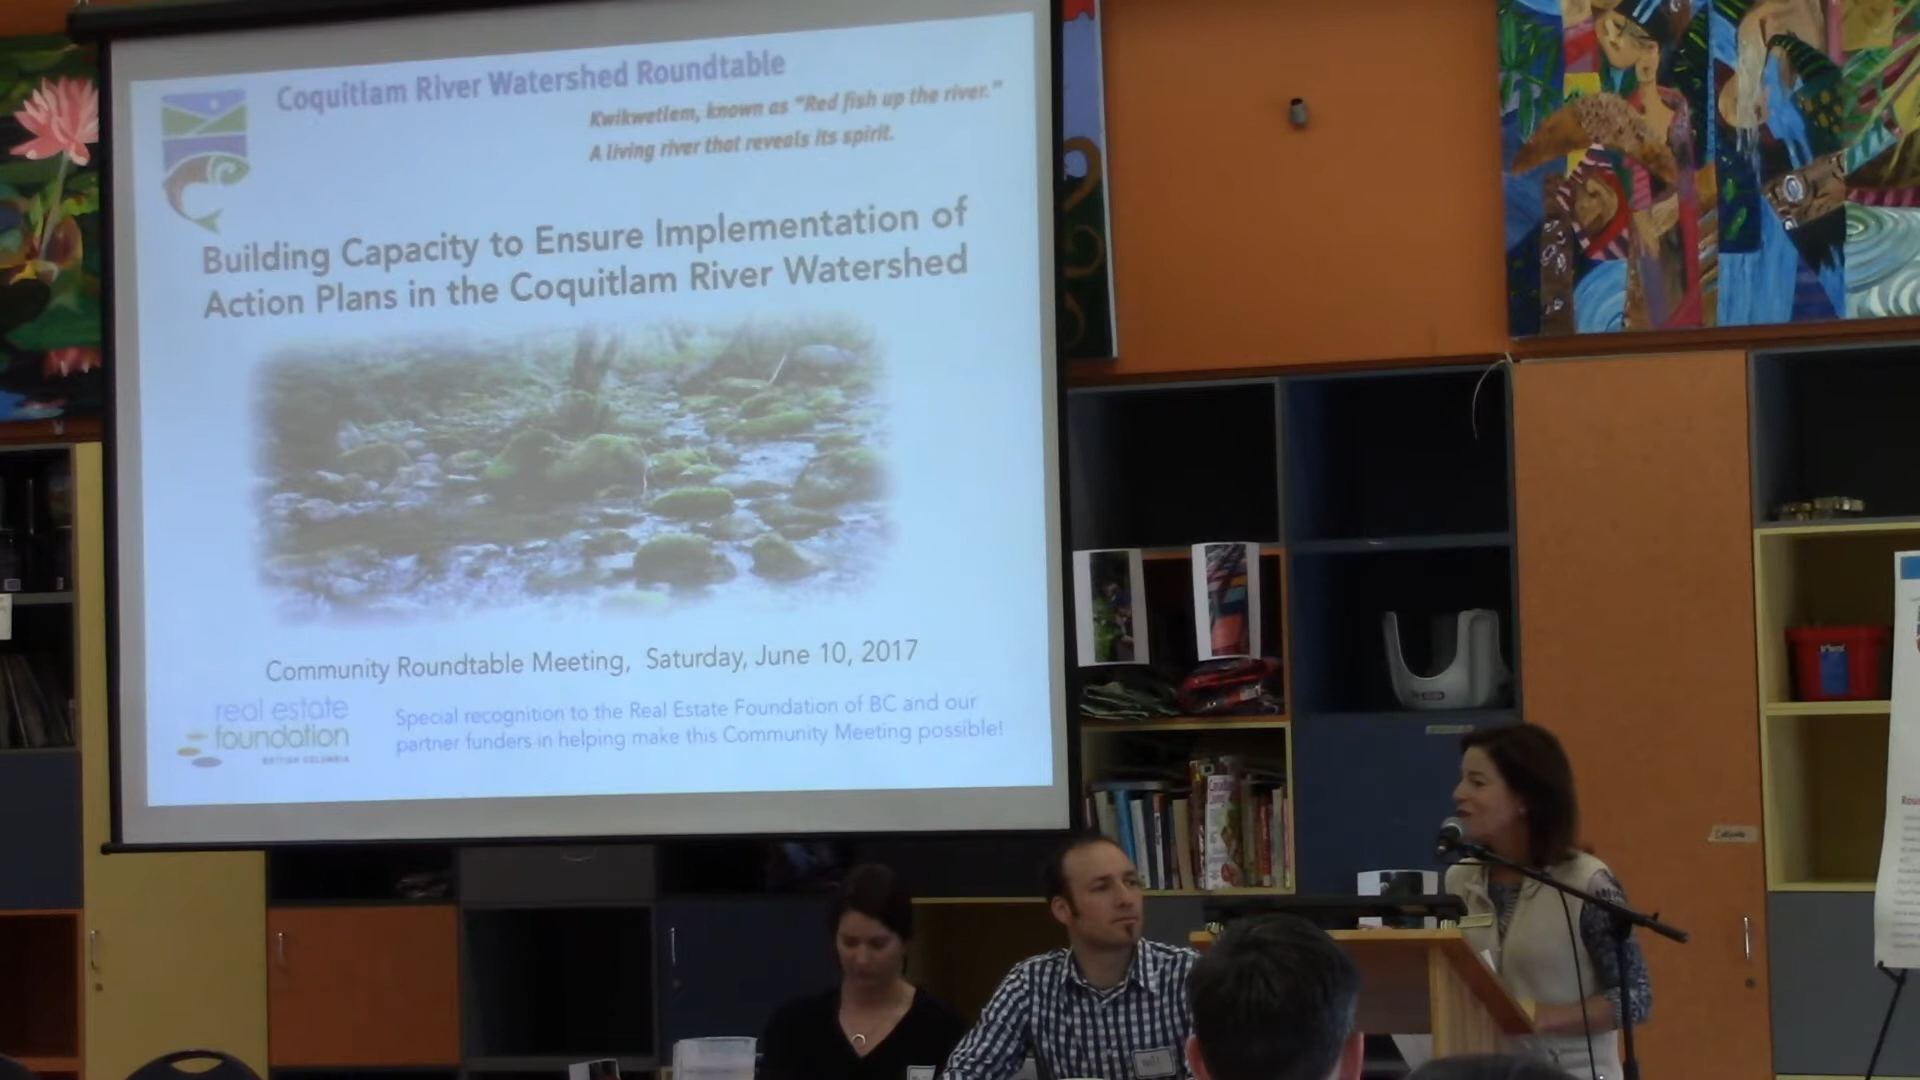 Coquitlam River Watershed Roundtable
Kwikwetlem, known as "Red fish up the river."
A living river that reveals its spirit.
Building Capacity to Ensure Implementation of
Action Plans in the Coquitlam River Watershed
Community Roundtable Meeting, Saturday, June 10, 2017
real estate
foundation
BRITISH COLUMBIA
Special recognition to the Real Estate Foundation of BC and our
partner funders in helping make this Community Meeting possible!